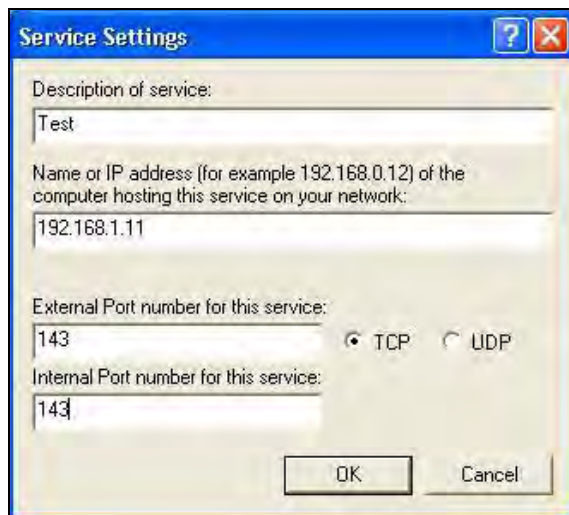 Service Settings
Description of service:
Test
Name or IP address (for example 192.168.0.12) of the
computer hosting this service on your network:
192.168.1.11
External Port number for this service:
143
TCP UDP
Internal Port number for this service:
143
OK Cancel